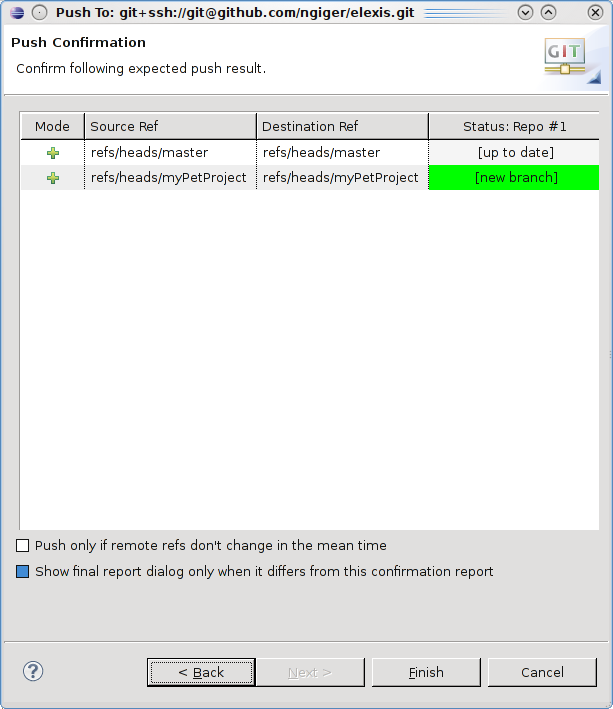 Push To: git+ssh://git@github.com/ngiger/elexis.git
Push Confirmation
Confirm following expected push result.
GIT
Mode Source Ref Destination Ref Status: Repo #1
refs/heads/master refs/heads/master [up to date]
refs/heads/myPetProject refs/heads/myPetProject [new branch]
Push only if remote refs don't change in the mean time
Show final report dialog only when it differs from this confirmation report
? < Back Next > Finish Cancel